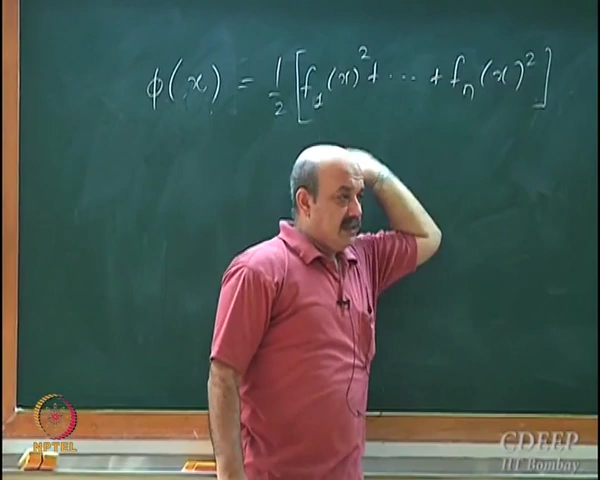 φ(x) = 1/2 [f₁(x)² + ... + fₙ(x)²]
NPTEL
CDEEP
IIT Bombay